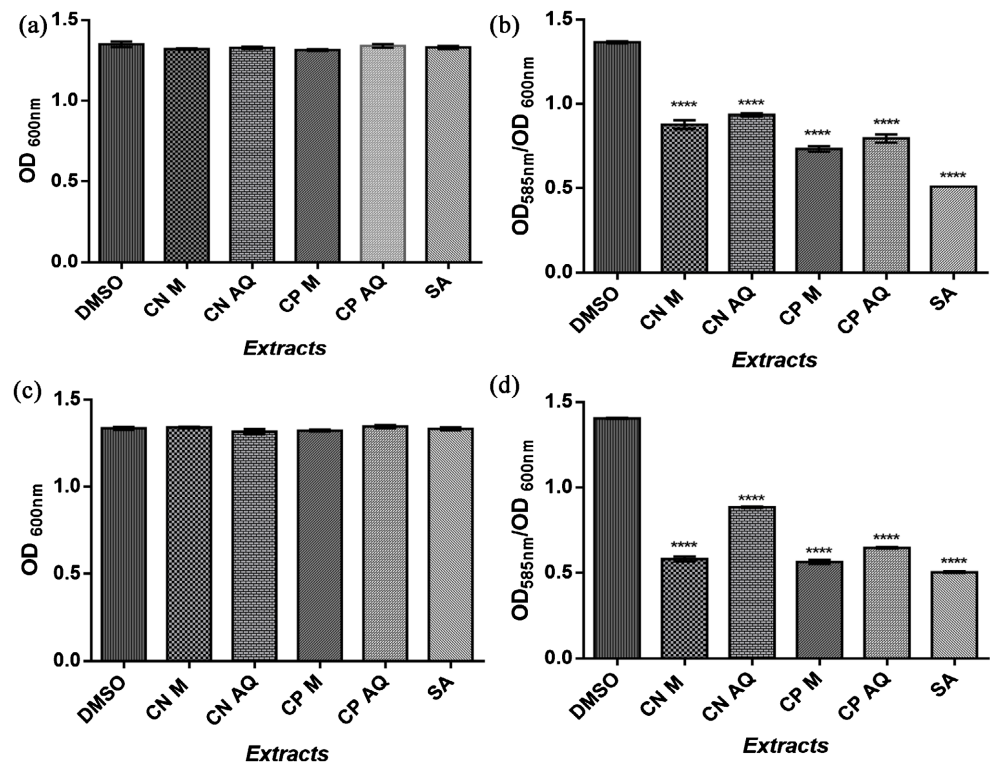 (a)
OD 600nm
1.5
1.0
0.5
0.0
DMSO
CN M
CN AQ
CP M
CP AQ
SA
Extracts
(b)
OD585nm/OD 600nm
1.5
1.0
0.5
0.0
****
****
****
****
****
DMSO
CN M
CN AQ
CP M
CP AQ
SA
Extracts
(c)
OD 600nm
1.5
1.0
0.5
0.0
DMSO
CN M
CN AQ
CP M
CP AQ
SA
Extracts
(d)
OD585nm/OD 600nm
1.5
1.0
0.5
0.0
****
****
****
****
****
DMSO
CN M
CN AQ
CP M
CP AQ
SA
Extracts